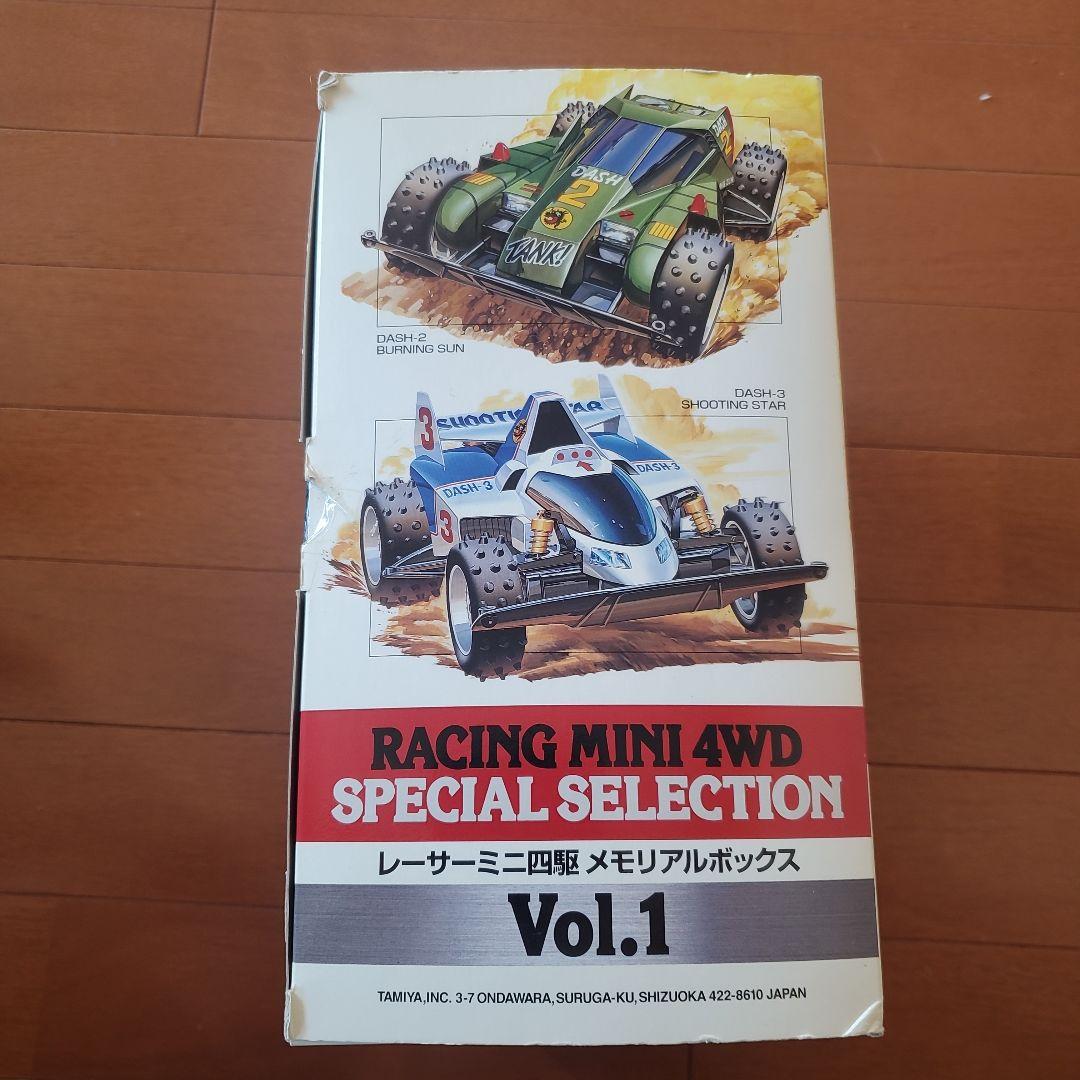 DASH
2
TANK!
DASH-2
BURNING SUN
DASH-3
SHOOTING STAR
3
DASH-3
DASH-3
3
RACING MINI 4WD
SPECIAL SELECTION
レーサーミニ四駆 メモリアルボックス
Vol.1
TAMIYA,INC. 3-7 ONDAWARA,SURUGA-KU,SHIZUOKA 422-8610 JAPAN